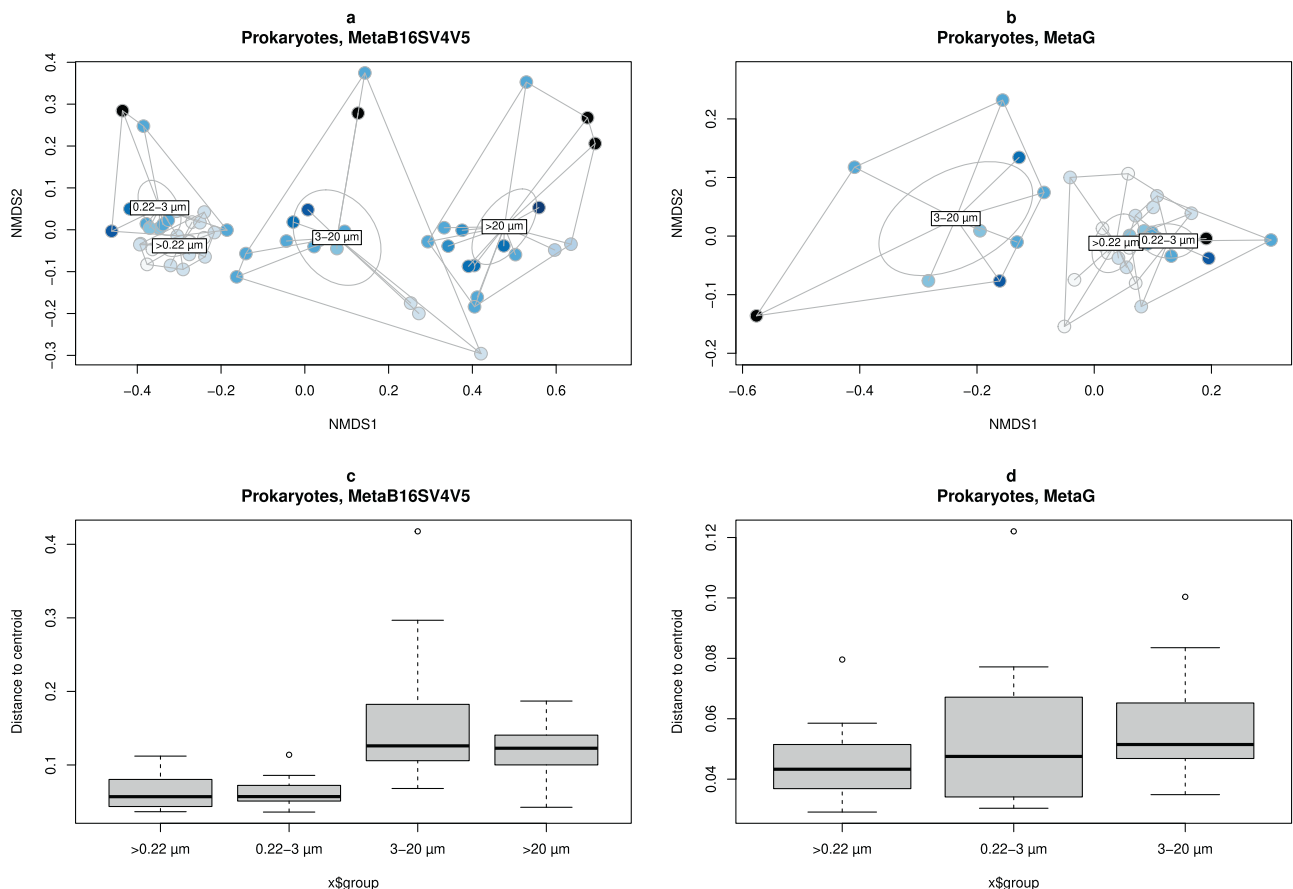 a
Prokaryotes, MetaB16SV4V5
NMDS2
0.4
0.3
0.2
0.1
0.0
−0.1
−0.2
−0.3
0.22−3 µm
>0.22 µm
3−20 µm
>20 µm
−0.4
−0.2
0.0
0.2
0.4
0.6
NMDS1
b
Prokaryotes, MetaG
NMDS2
0.2
0.1
0.0
−0.1
−0.2
3−20 µm
>0.22 µm
0.22−3 µm
−0.6
−0.4
−0.2
0.0
0.2
NMDS1
c
Prokaryotes, MetaB16SV4V5
Distance to centroid
0.4
0.3
0.2
0.1
>0.22 µm
0.22−3 µm
3−20 µm
>20 µm
x$group
d
Prokaryotes, MetaG
Distance to centroid
0.12
0.10
0.08
0.06
0.04
>0.22 µm
0.22−3 µm
3−20 µm
x$group